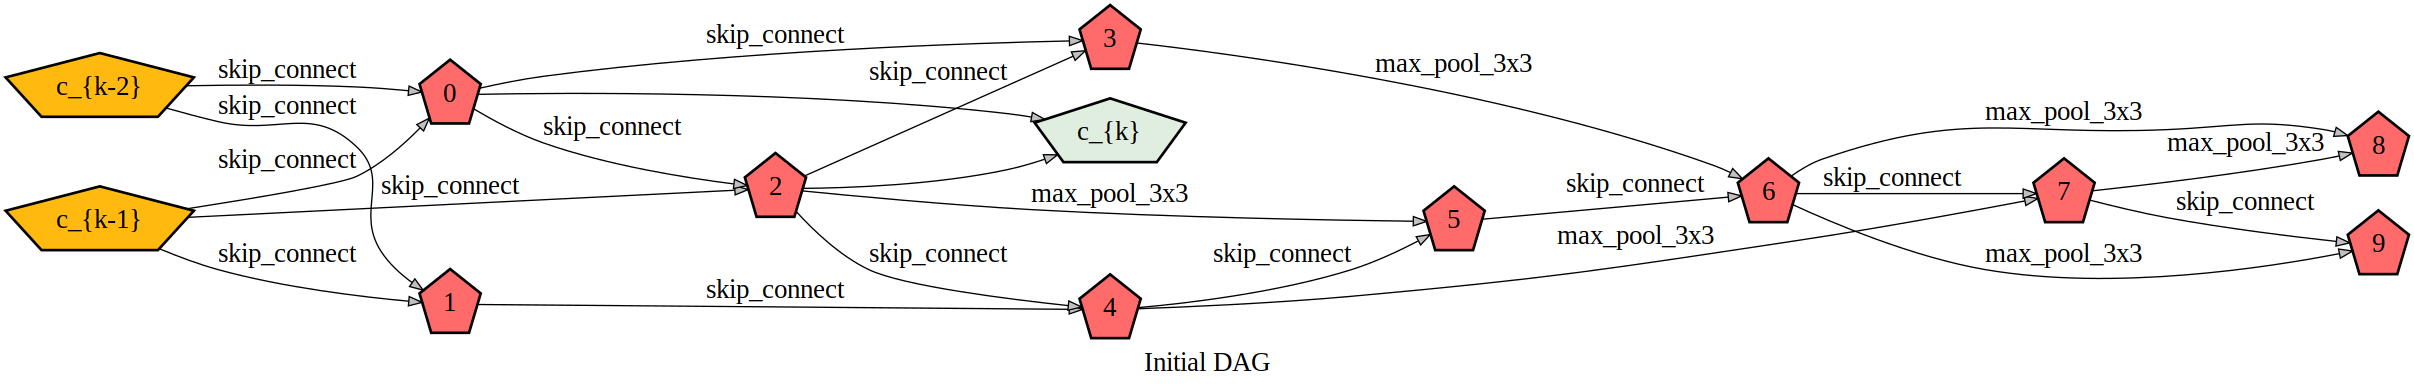 skip_connect
3
skip_connect
max_pool_3x3
skip_connect
c_{k-2}
0
skip_connect
max_pool_3x3
skip_connect
c_{k}
skip_connect
max_pool_3x3
8
skip_connect
skip_connect
2
max_pool_3x3
skip_connect
6
skip_connect
7
skip_connect
c_{k-1}
5
max_pool_3x3
9
skip_connect
skip_connect
skip_connect
max_pool_3x3
1
skip_connect
4
Initial DAG